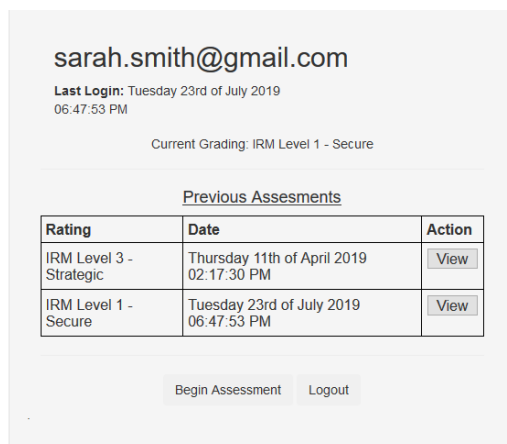 sarah.smith@gmail.com
Last Login: Tuesday 23rd of July 2019
06:47:53 PM
Current Grading: IRM Level 1 - Secure
Previous Assesments
Rating Date Action
IRM Level 3 - Thursday 11th of April 2019 View
Strategic 02:17:30 PM
IRM Level 1 - Tuesday 23rd of July 2019 View
Secure 06:47:53 PM
Begin Assessment Logout
.